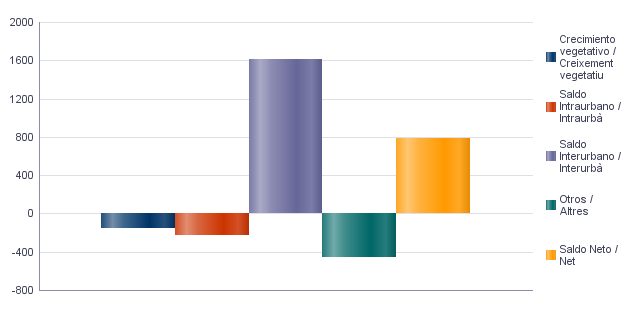 2000
1600
1200
800
400
0
-400
-800
Crecimiento
vegetativo /
Creixement
vegetatiu
Saldo
Intraurbano /
Intraurbà
Saldo
Interurbano /
Interurbà
Otros /
Altres
Saldo Neto /
Net